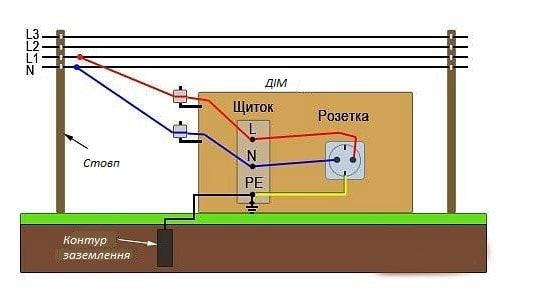 L3
L2
L1
N
ДІМ
Щиток
Розетка
L
N
PE
Стовп
Контур
заземлення